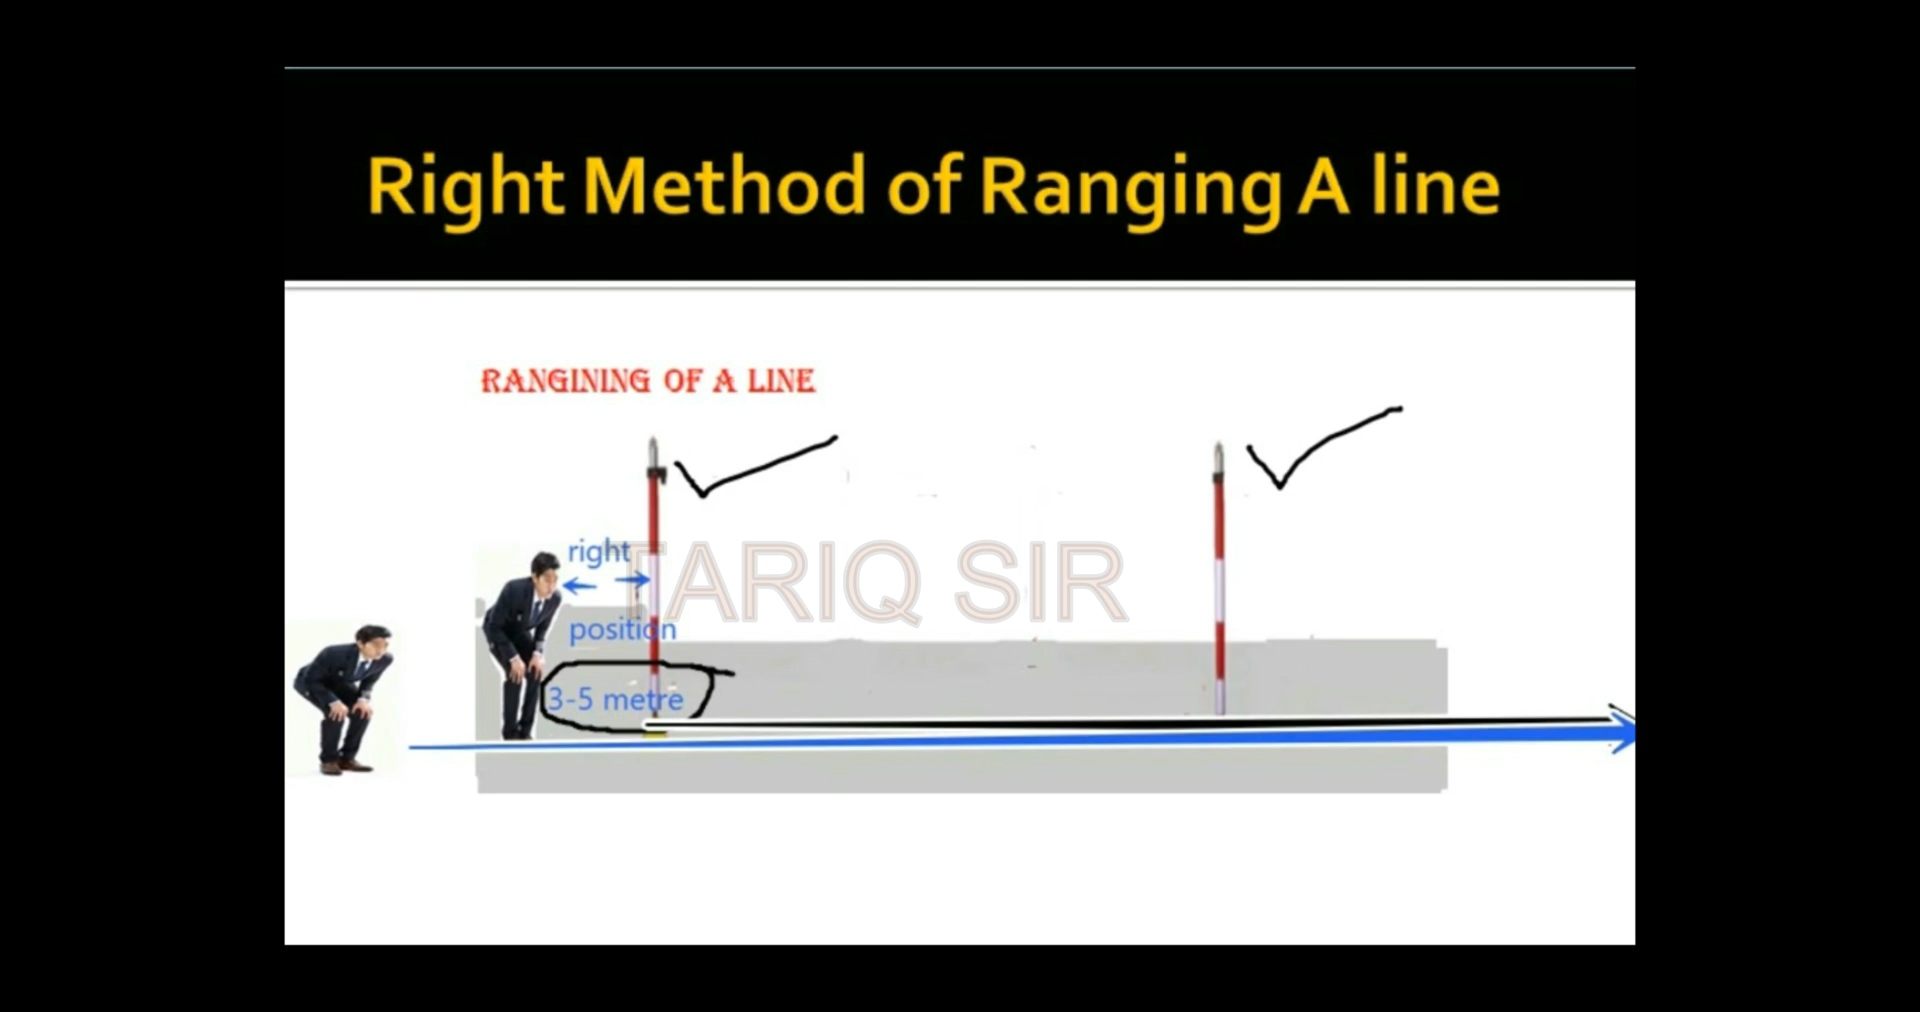 Right Method of Ranging A line
RANGINING OF A LINE
right
TARIQ SIR
position
3-5 metre